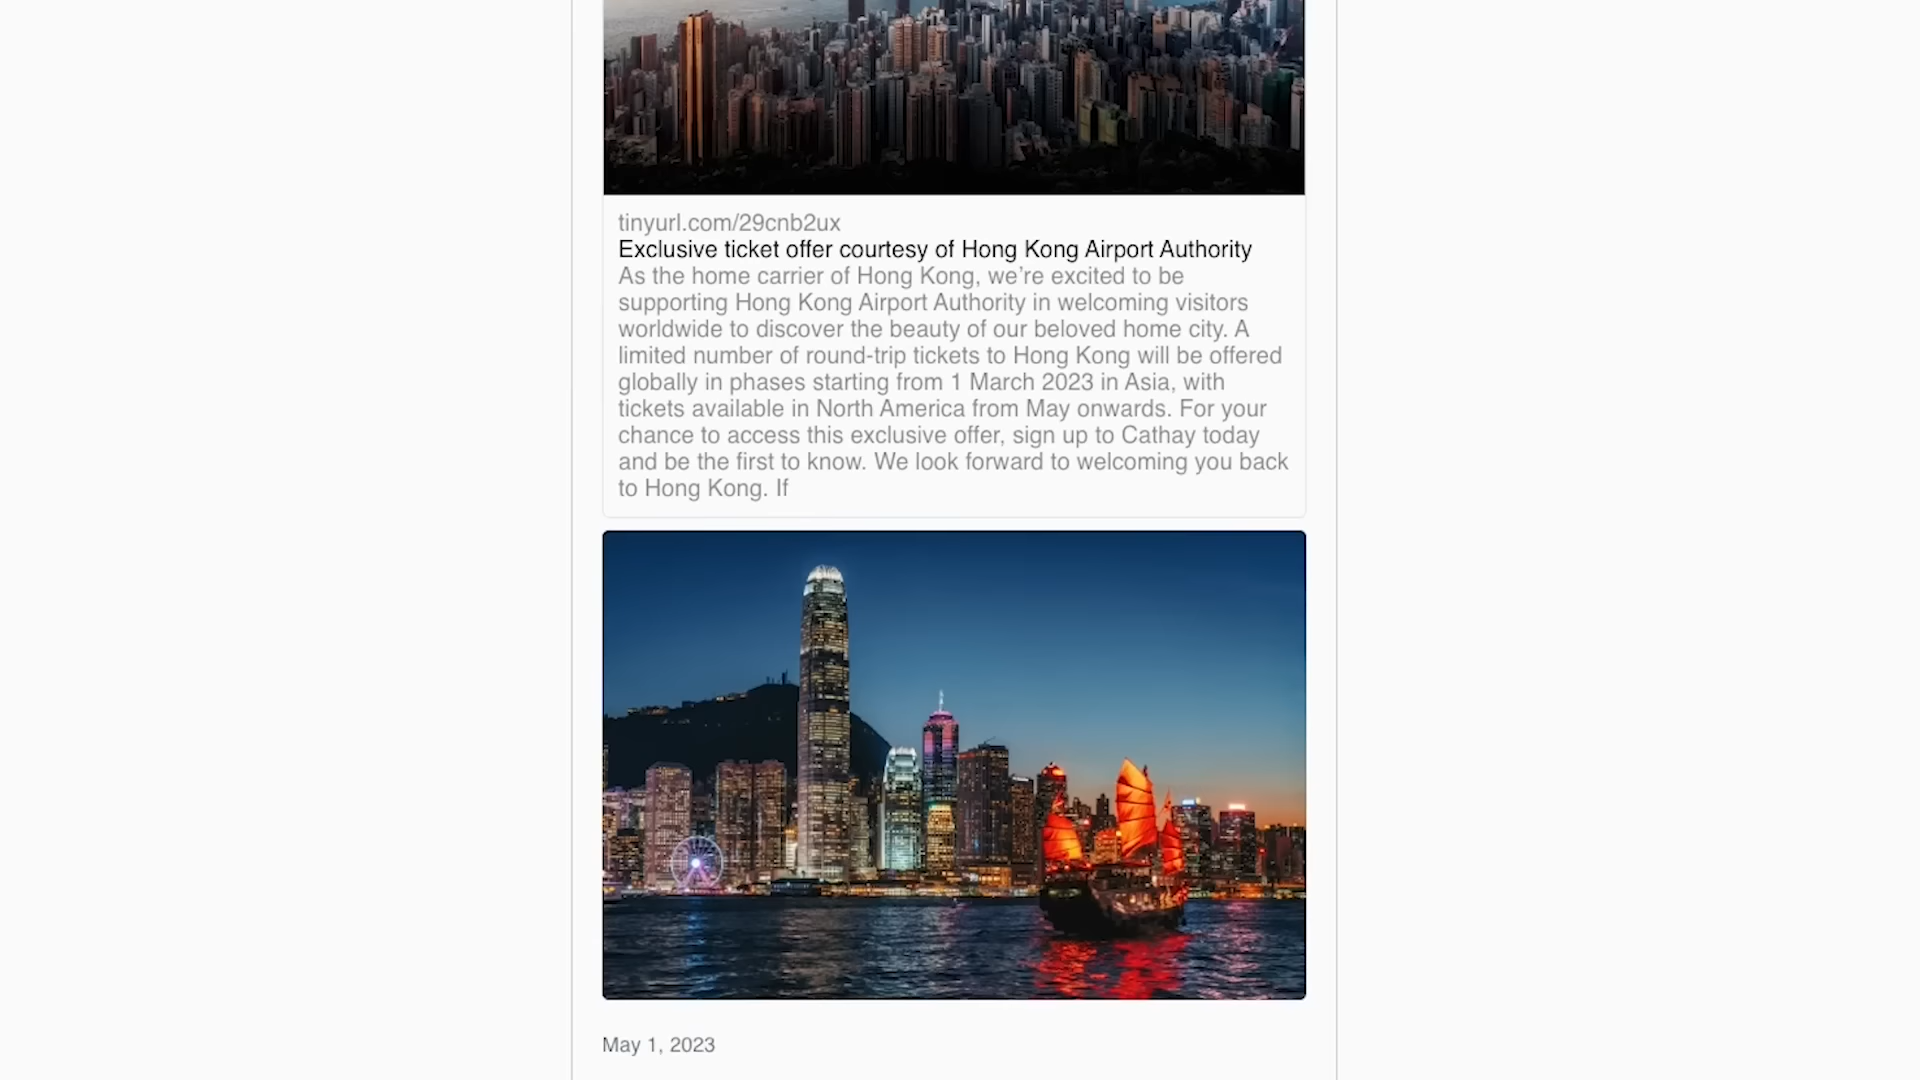 tinyurl.com/29cnb2ux
Exclusive ticket offer courtesy of Hong Kong Airport Authority
As the home carrier of Hong Kong, we’re excited to be
supporting Hong Kong Airport Authority in welcoming visitors
worldwide to discover the beauty of our beloved home city. A
limited number of round-trip tickets to Hong Kong will be offered
globally in phases starting from 1 March 2023 in Asia, with
tickets available in North America from May onwards. For your
chance to access this exclusive offer, sign up to Cathay today
and be the first to know. We look forward to welcoming you back
to Hong Kong. If
May 1, 2023